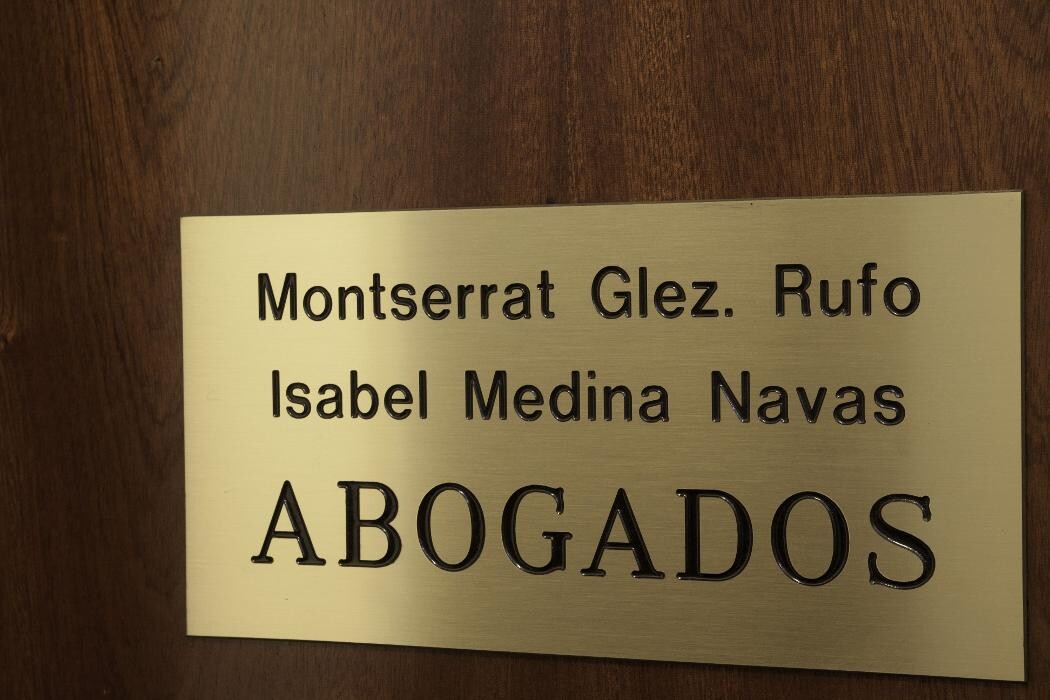 Montserrat Glez. Rufo
Isabel Medina Navas
ABOGADOS